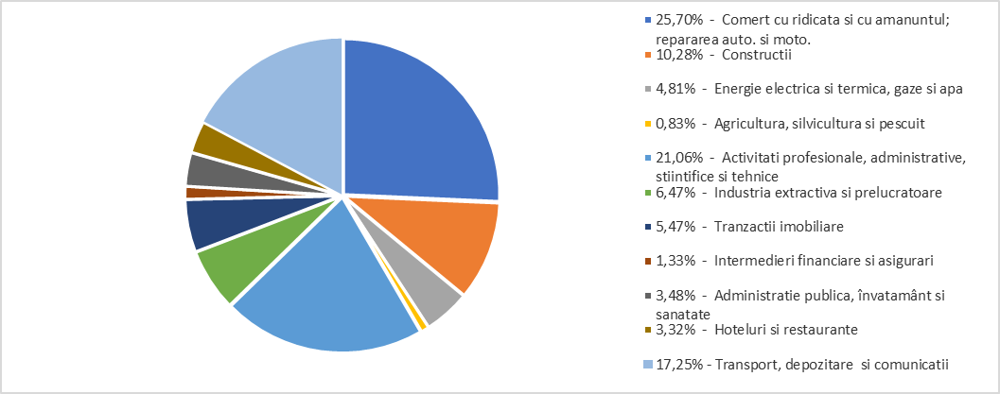 25,70% - Comert cu ridicata si cu amanuntul;
repararea auto. si moto.
10,28% - Constructii
4,81% - Energie electrica si termica, gaze si apa
0,83% - Agricultura, silvicultura si pescuit
21,06% - Activitati profesionale, administrative,
stiintifice si tehnice
6,47% - Industria extractiva si prelucratoare
5,47% - Tranzactii imobiliare
1,33% - Intermedieri financiare si asigurari
3,48% - Administratie publica, învatamânt si
sanatate
3,32% - Hoteluri si restaurante
17,25% - Transport, depozitare si comunicatii